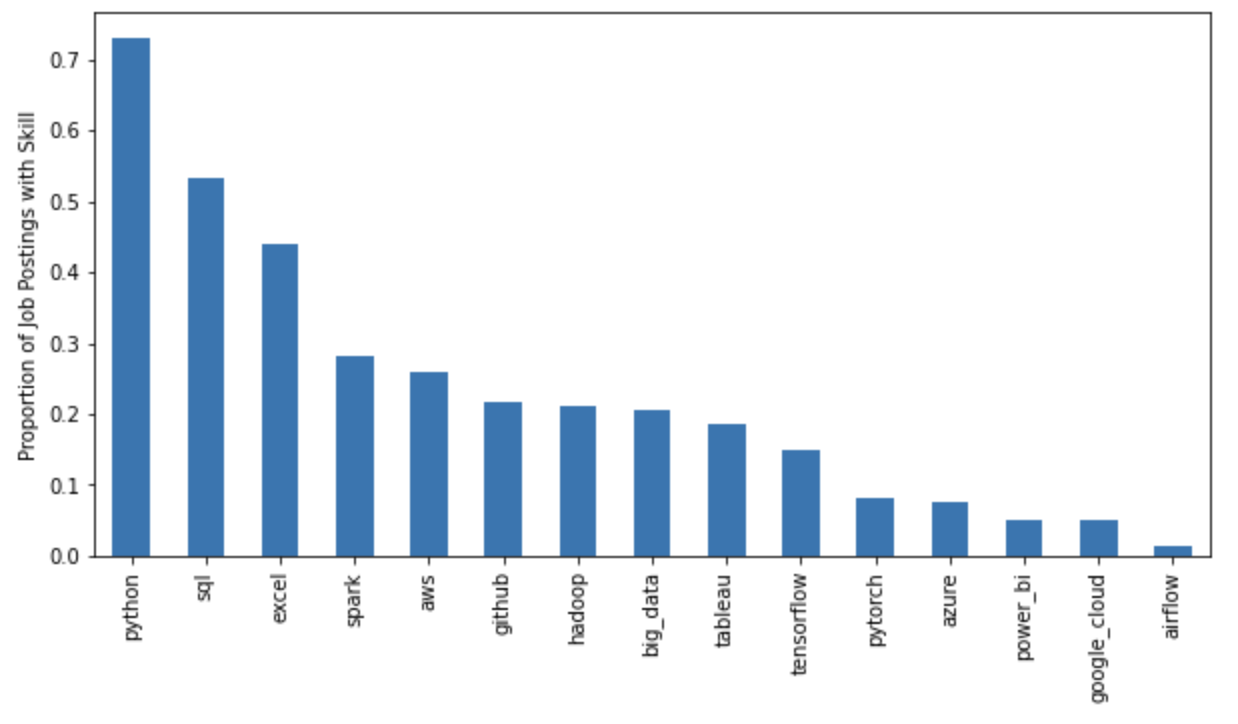 Proportion of Job Postings with Skill
0.7
0.6
0.5
0.4
0.3
0.2
0.1
0.0
python
sql
excel
spark
aws
github
hadoop
big_data
tableau
tensorflow
pytorch
azure
power_bi
google_cloud
airflow